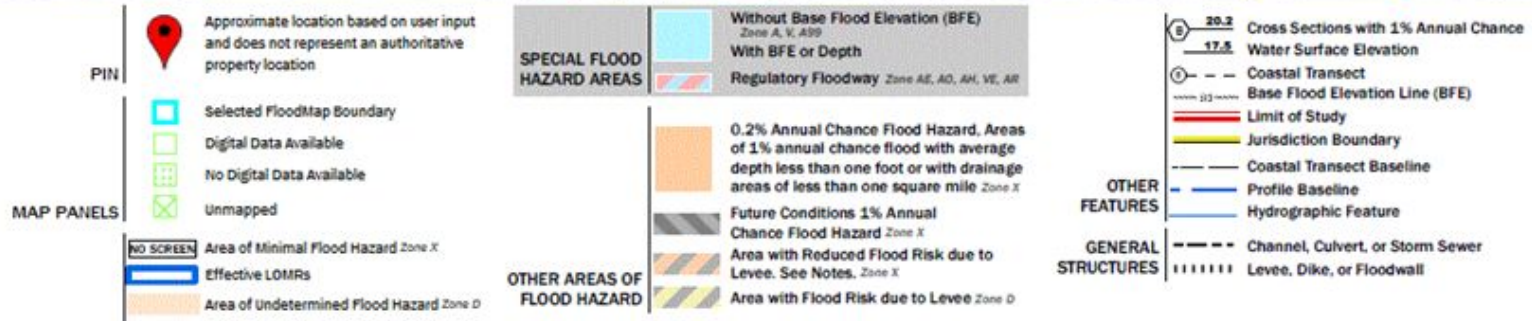 PIN
Approximate location based on user input
and does not represent an authoritative
property location
MAP PANELS
Selected FloodMap Boundary
Digital Data Available
No Digital Data Available
Unmapped
NO SCREEN Area of Minimal Flood Hazard Zone X
Effective LOMRs
Area of Undetermined Flood Hazard Zone D
SPECIAL FLOOD
HAZARD AREAS
Without Base Flood Elevation (BFE)
Zone A, V, A99
With BFE or Depth
Regulatory Floodway Zone AE, AO, AH, VE, AR
OTHER AREAS OF
FLOOD HAZARD
0.2% Annual Chance Flood Hazard, Areas
of 1% annual chance flood with average
depth less than one foot or with drainage
areas of less than one square mile Zone X
Future Conditions 1% Annual
Chance Flood Hazard Zone X
Area with Reduced Flood Risk due to
Levee. See Notes. Zone X
Area with Flood Risk due to Levee Zone D
OTHER
FEATURES
B 20.2 Cross Sections with 1% Annual Chance
17.5 Water Surface Elevation
Coastal Transect
Base Flood Elevation Line (BFE)
Limit of Study
Jurisdiction Boundary
Coastal Transect Baseline
Profile Baseline
Hydrographic Feature
GENERAL
STRUCTURES
Channel, Culvert, or Storm Sewer
Levee, Dike, or Floodwall